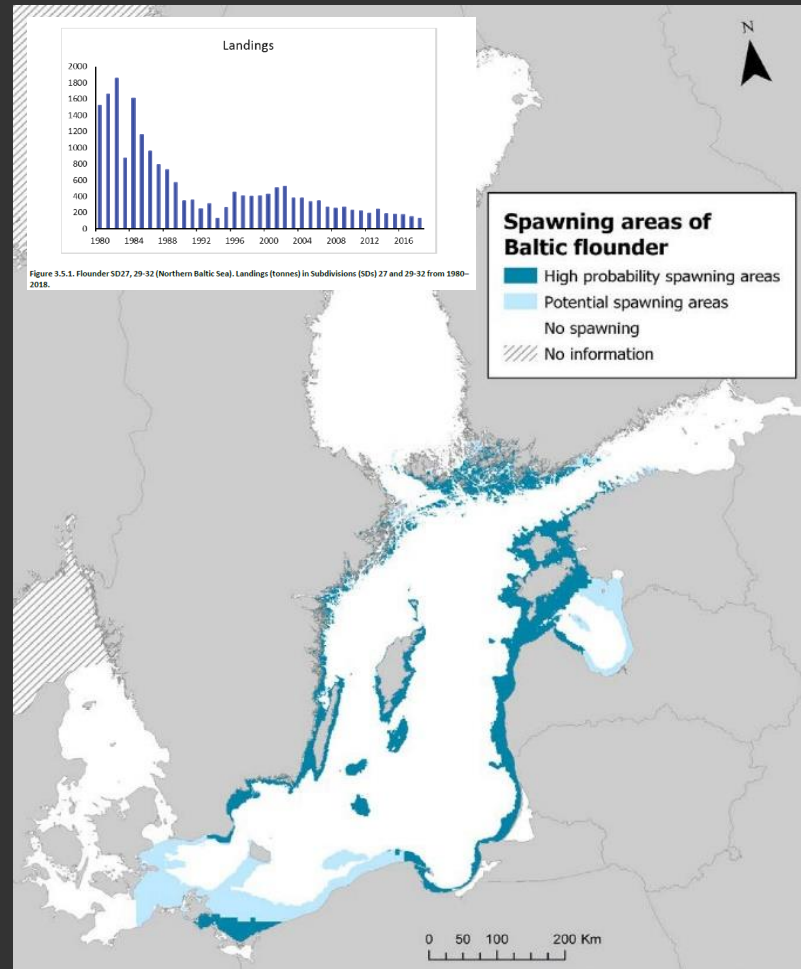 Landings
2000
1800
1600
1400
1200
1000
800
600
400
200
0
1980 1984 1988 1992 1996 2000 2004 2008 2012 2016
Figure 3.5.1. Flounder SD27, 29-32 (Northern Baltic Sea). Landings (tonnes) in Subdivisions (SDs) 27 and 29-32 from 1980–
2018.
N
Spawning areas of
Baltic flounder
High probability spawning areas
Potential spawning areas
No spawning
No information
0 50 100 200 Km